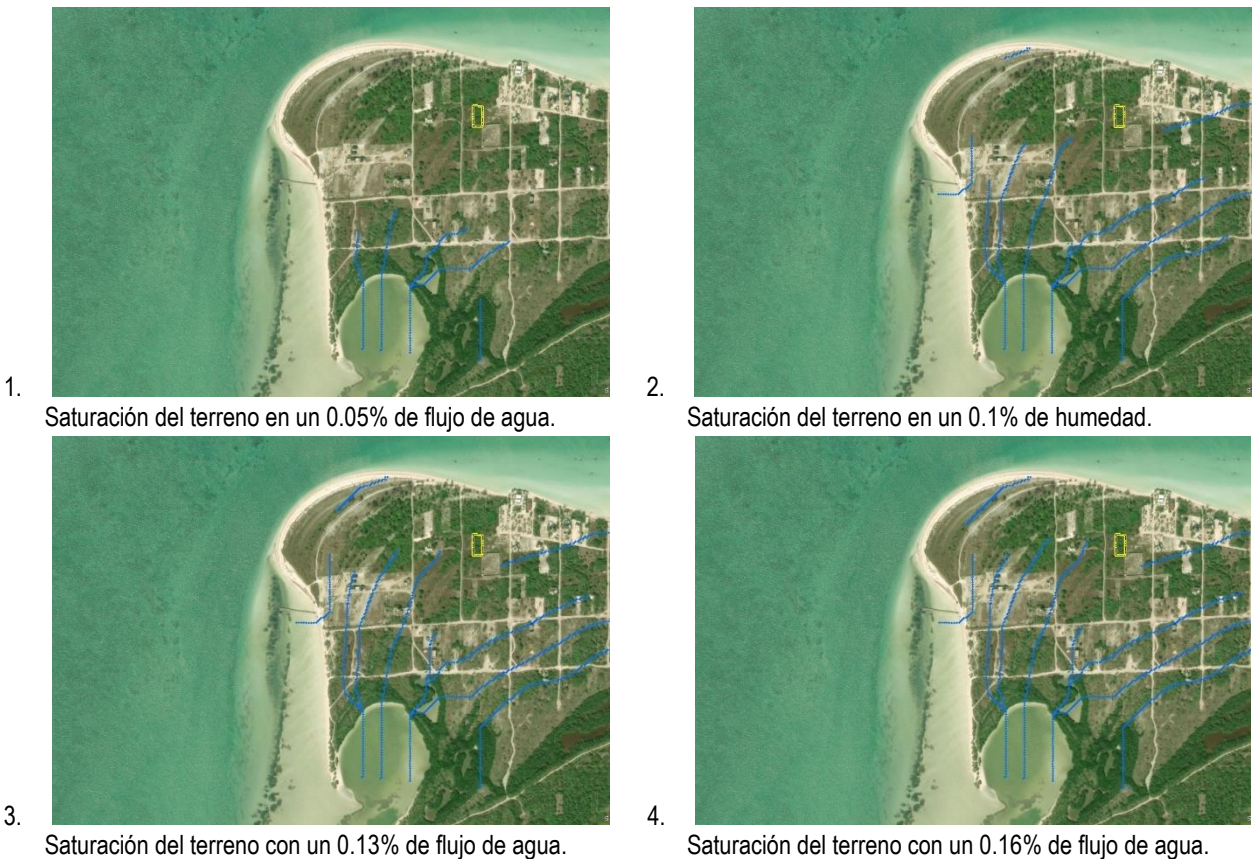 1.
Saturación del terreno en un 0.05% de flujo de agua.
2.
Saturación del terreno en un 0.1% de humedad.
3.
Saturación del terreno con un 0.13% de flujo de agua.
4.
Saturación del terreno con un 0.16% de flujo de agua.